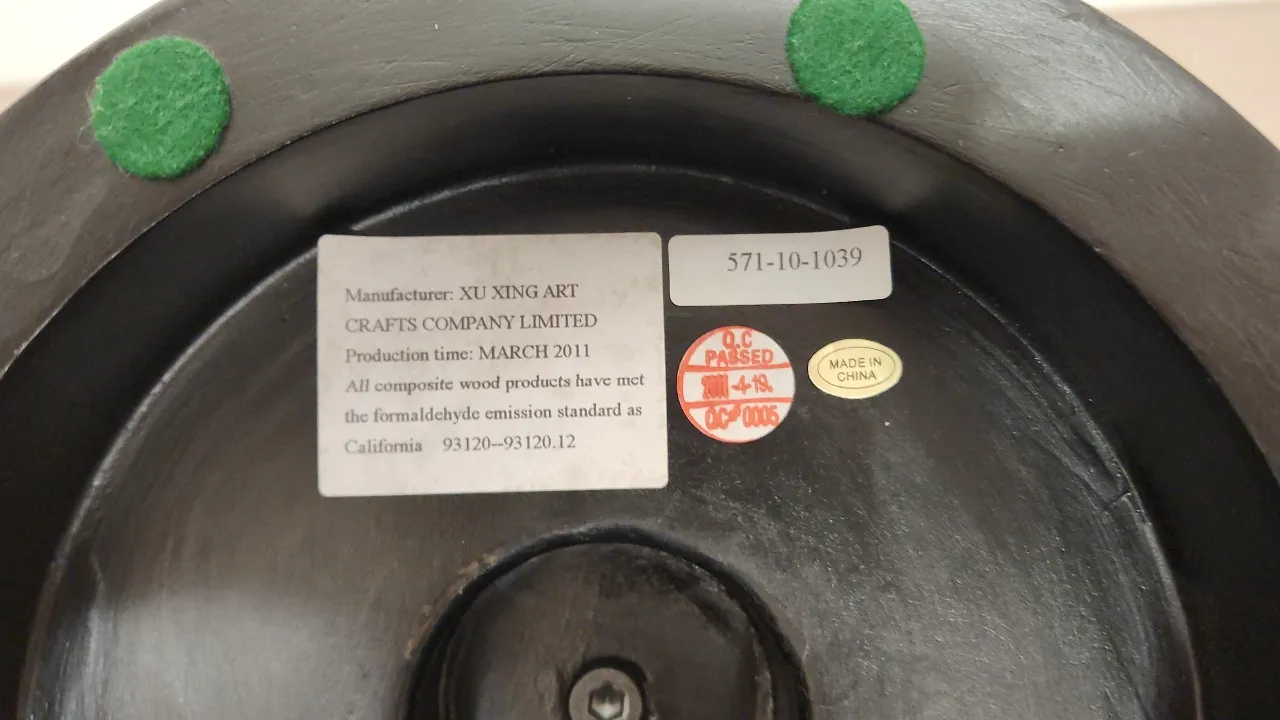 Manufacturer: XU XING ART
CRAFTS COMPANY LIMITED
Production time: MARCH 2011
All composite wood products have met
the formaldehyde emission standard as
California 93120--93120.12
571-10-1039
Q.C
PASSED
2011-4-19.
QC# 0005
MADE IN
CHINA